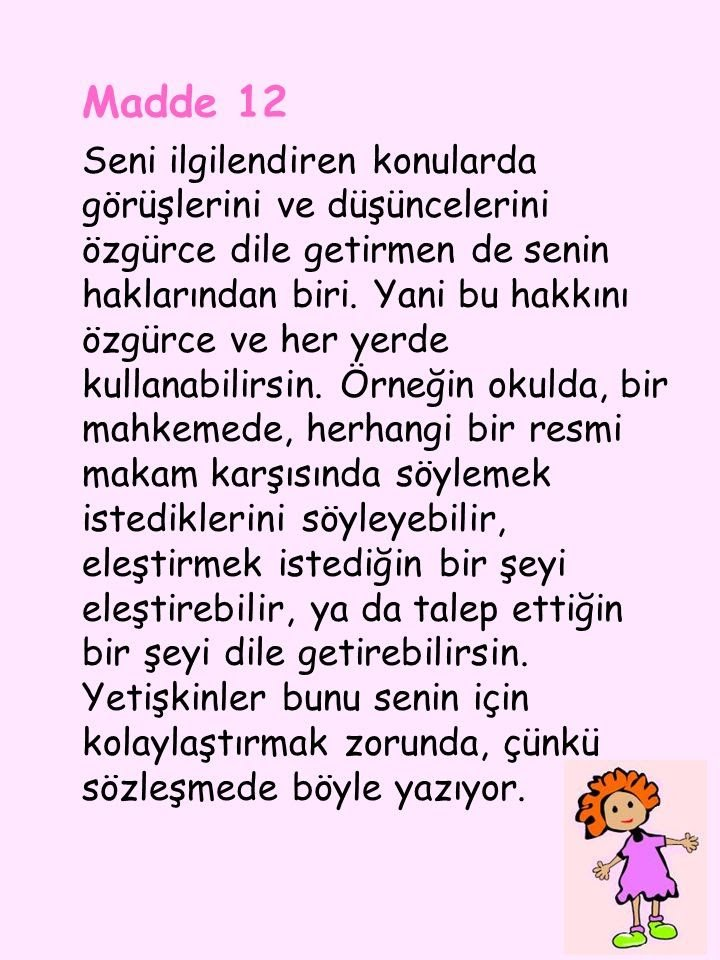 Madde 12
Seni ilgilendiren konularda
görüşlerini ve düşüncelerini
özgürce dile getirmen de senin
haklarından biri. Yani bu hakkını
özgürce ve her yerde
kullanabilirsin. Örneğin okulda, bir
mahkemede, herhangi bir resmi
makam karşısında söylemek
istediklerini söyleyebilir,
eleştirmek istediğin bir şeyi
eleştirebilir, ya da talep ettiğin
bir şeyi dile getirebilirsin.
Yetişkinler bunu senin için
kolaylaştırmak zorunda, çünkü
sözleşmede böyle yazıyor.